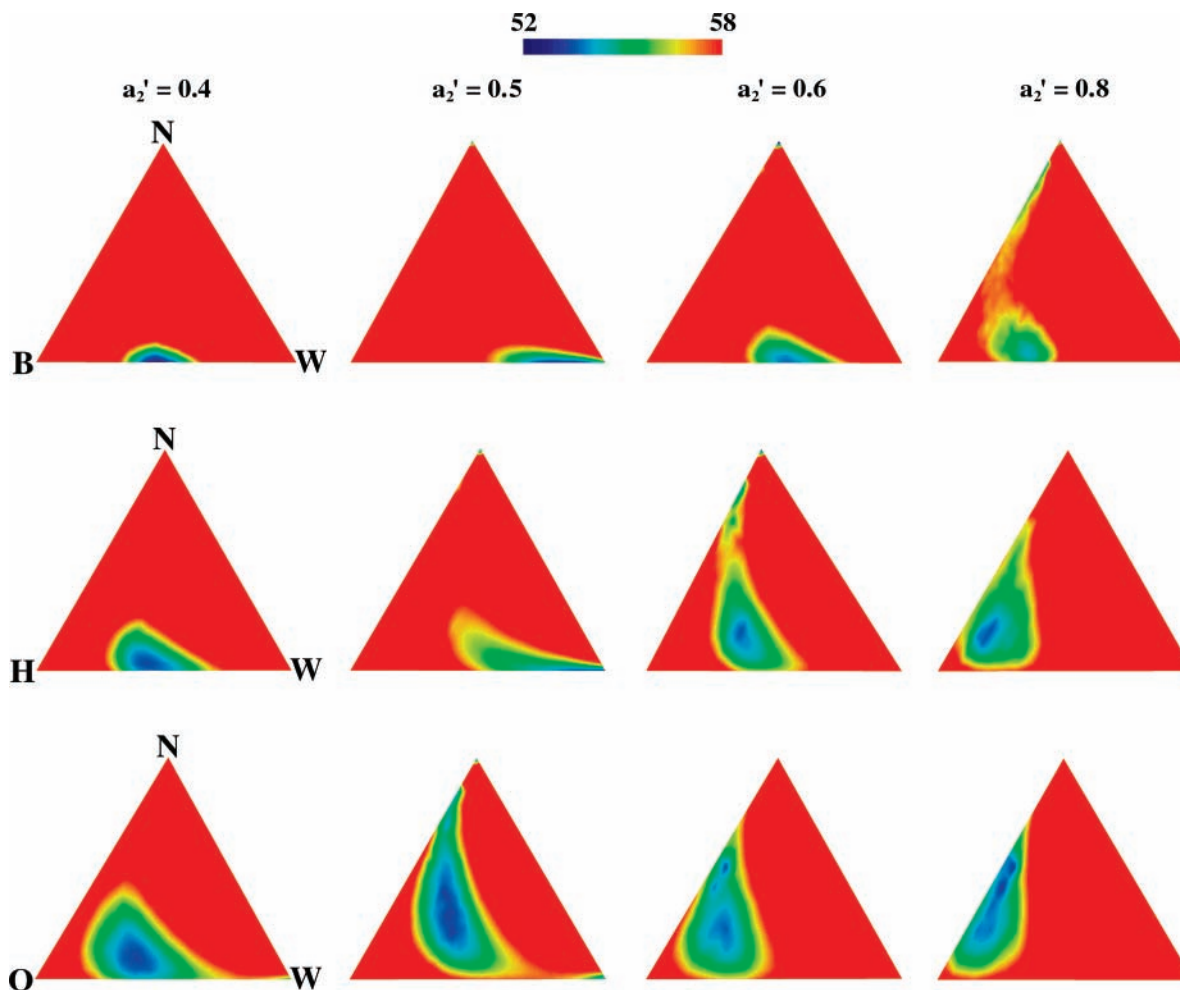 52 58
a₂' = 0.4 a₂' = 0.5 a₂' = 0.6 a₂' = 0.8
N
B W
N
H W
N
O W